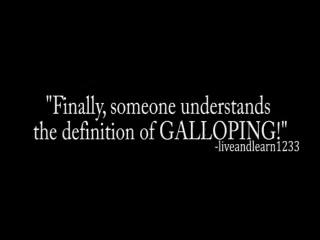 "Finally, someone understands
the definition of GALLOPING!"
-liveandlearn1233